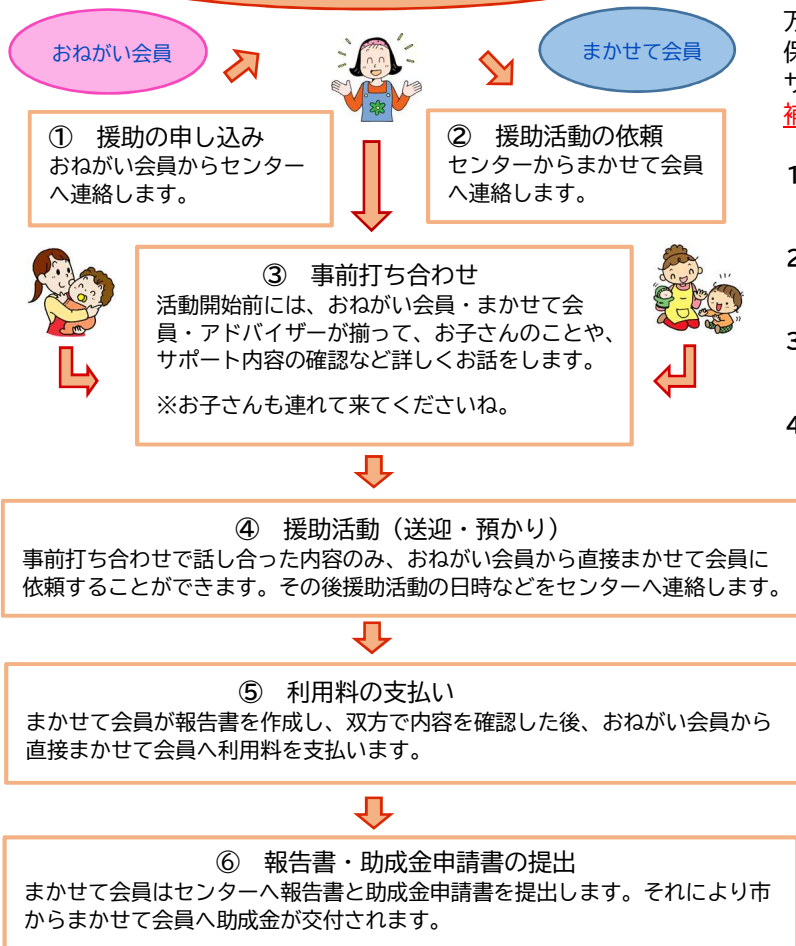 おねがい会員
まかせて会員
① 援助の申し込み
おねがい会員からセンター
へ連絡します。
② 援助活動の依頼
センターからまかせて会員
へ連絡します。
③ 事前打ち合わせ
活動開始前には、おねがい会員・まかせて会
員・アドバイザーが揃って、お子さんのことや、
サポート内容の確認など詳しくお話をします。
※お子さんも連れて来てくださいね。
④ 援助活動（送迎・預かり）
事前打ち合わせで話し合った内容のみ、おねがい会員から直接まかせて会員に
依頼することができます。その後援助活動の日時などをセンターへ連絡します。
⑤ 利用料の支払い
まかせて会員が報告書を作成し、双方で内容を確認した後、おねがい会員から
直接まかせて会員へ利用料を支払います。
⑥ 報告書・助成金申請書の提出
まかせて会員はセンターへ報告書と助成金申請書を提出します。それにより市
からまかせて会員へ助成金が交付されます。